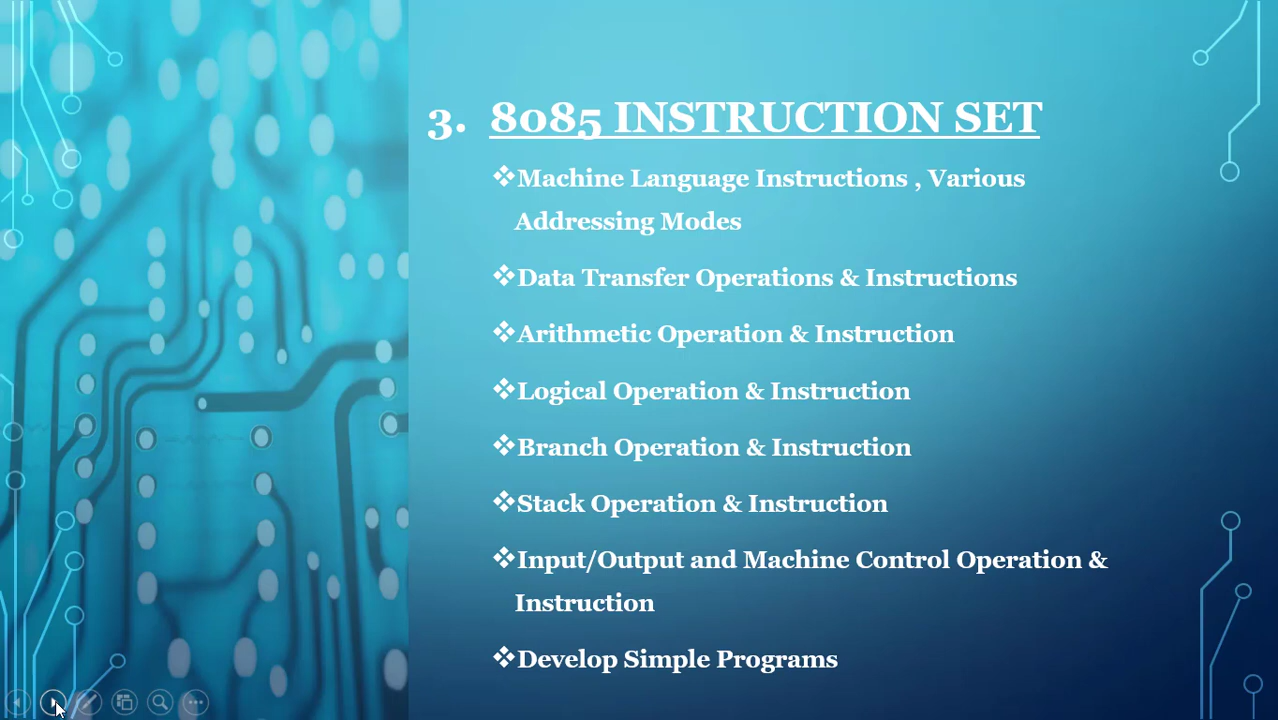 3. 8085 INSTRUCTION SET
❖Machine Language Instructions , Various
Addressing Modes
❖Data Transfer Operations & Instructions
❖Arithmetic Operation & Instruction
❖Logical Operation & Instruction
❖Branch Operation & Instruction
❖Stack Operation & Instruction
❖Input/Output and Machine Control Operation &
Instruction
❖Develop Simple Programs